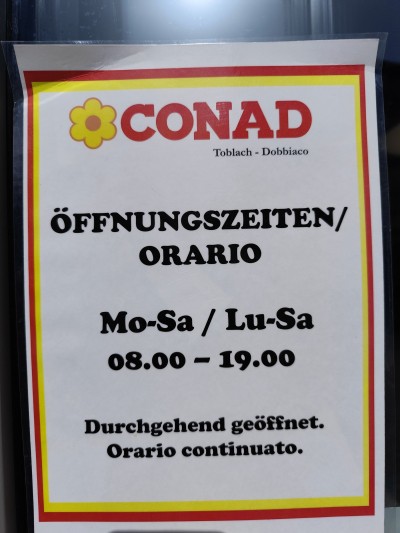 CONAD
Toblach - Dobbiaco
ÖFFNUNGSZEITEN/
ORARIO
Mo-Sa / Lu-Sa
08.00 – 19.00
Durchgehend geöffnet.
Orario continuato.